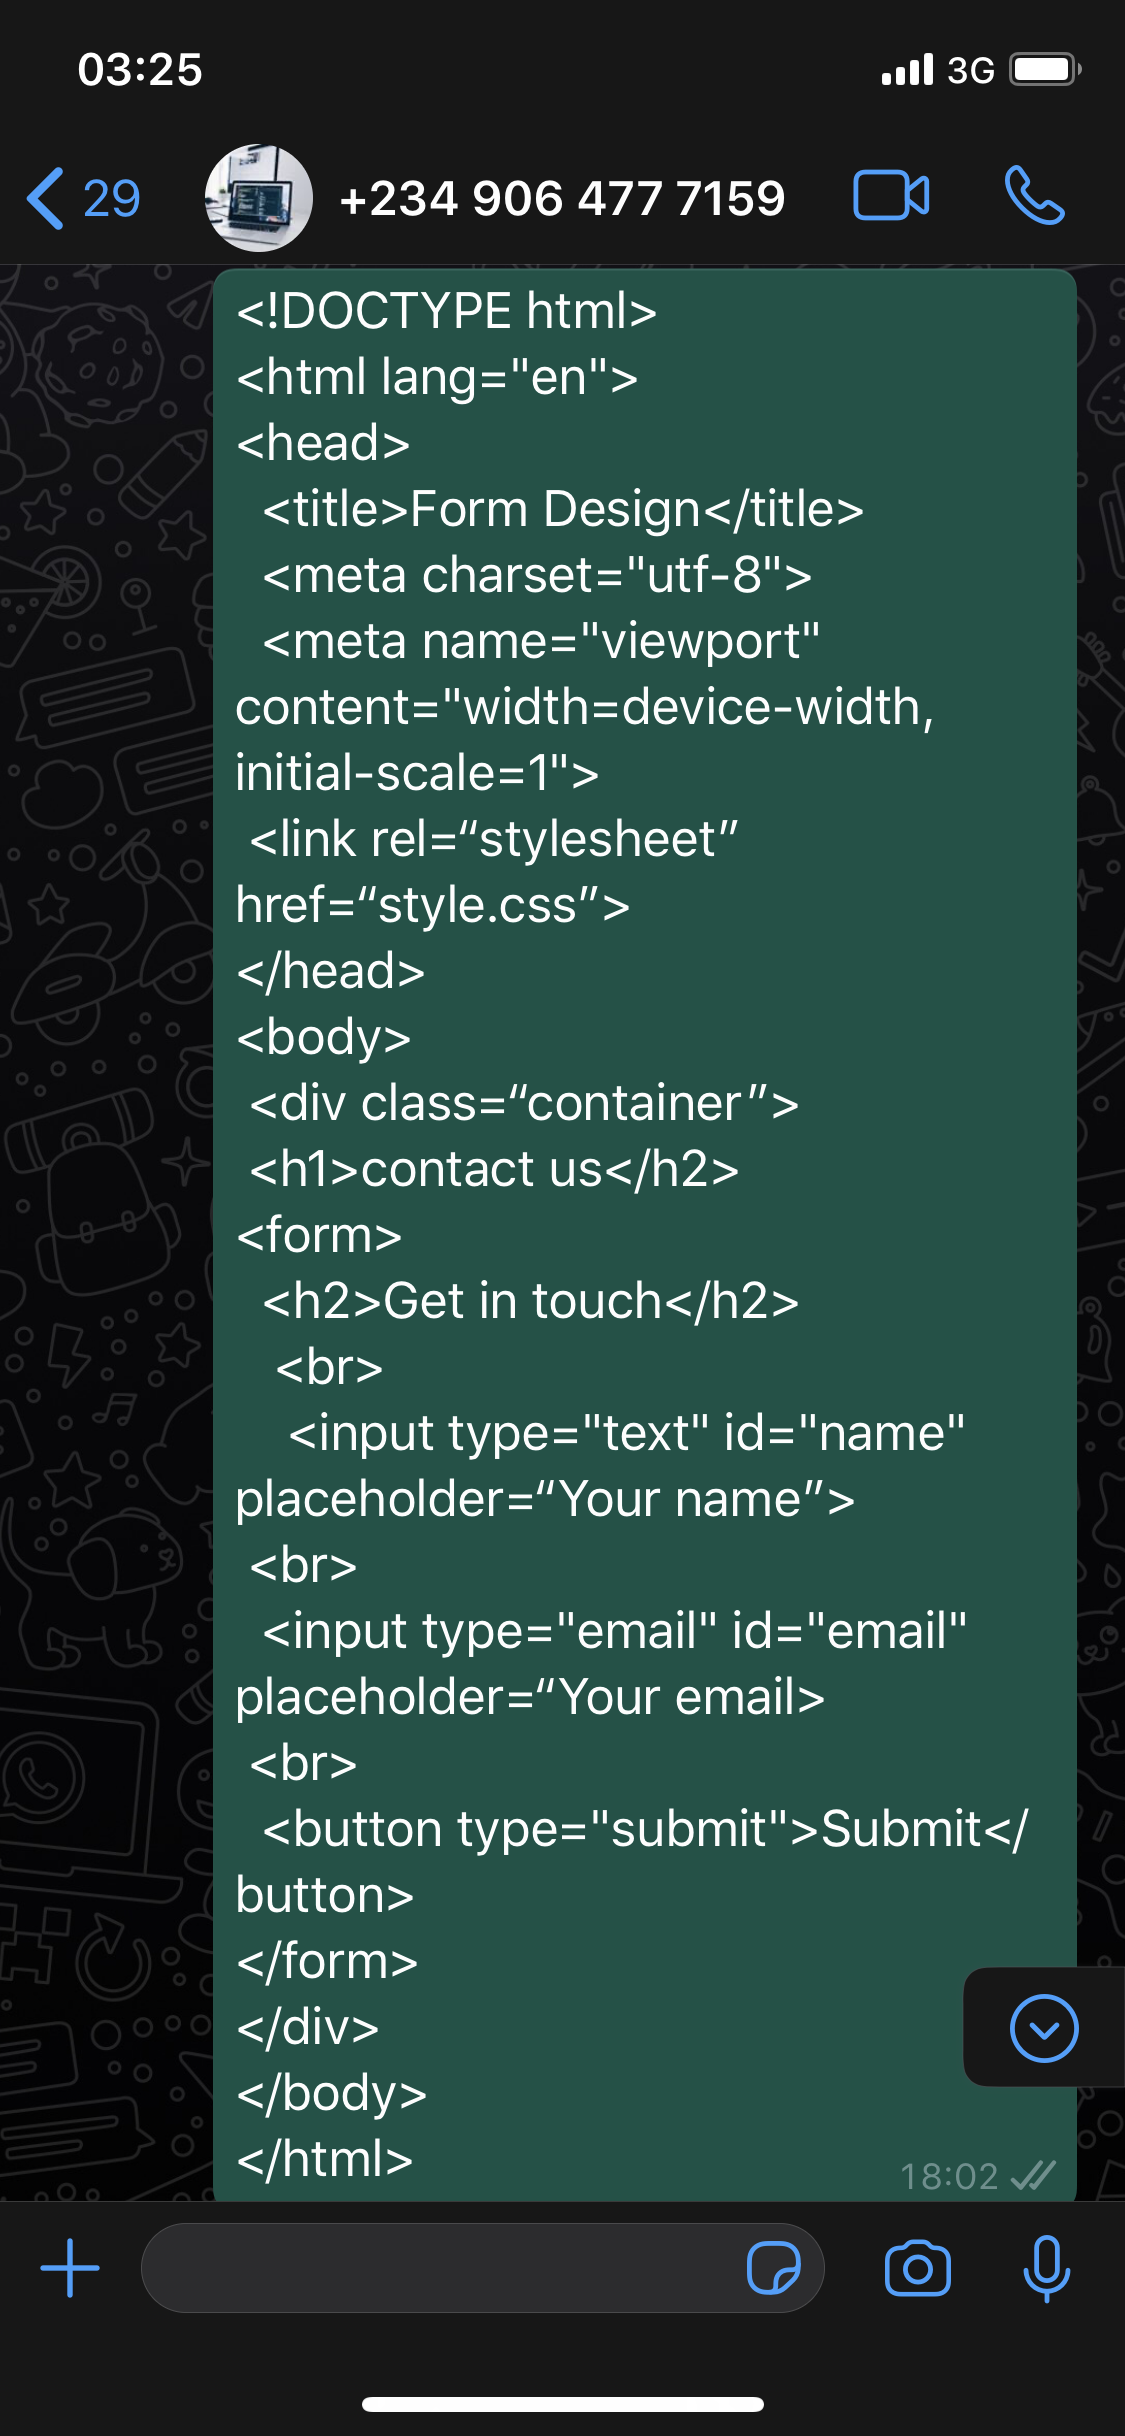 03:25
3G
29
+234 906 477 7159
<!DOCTYPE html>
<html lang="en">
<head>
  <title>Form Design</title>
  <meta charset="utf-8">
  <meta name="viewport"
content="width=device-width,
initial-scale=1">
 <link rel=“stylesheet”
href=“style.css”>
</head>
<body>
 <div class=“container”>
 <h1>contact us</h2>
<form>
  <h2>Get in touch</h2>
   <br>
    <input type="text" id="name"
placeholder=“Your name”>
 <br>
  <input type="email" id="email"
placeholder=“Your email>
 <br>
  <button type="submit">Submit</
button>
</form>
</div>
</body>
</html>
18:02